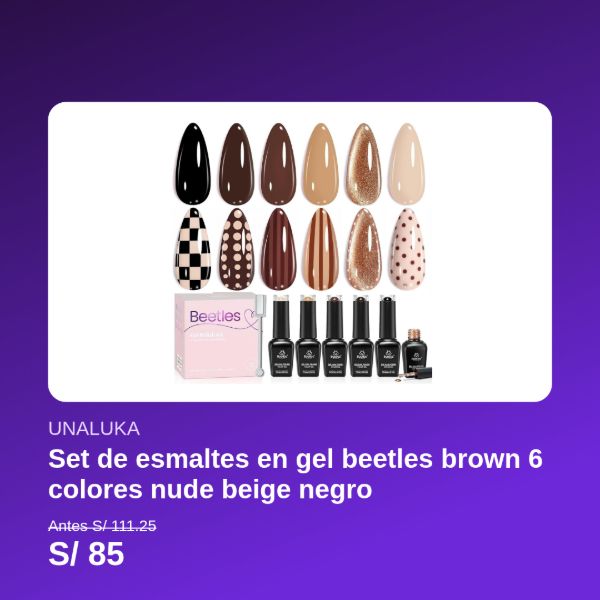 Beetles
UNALUKA
Set de esmaltes en gel beetles brown 6
colores nude beige negro
Antes S/ 111.25
S/ 85